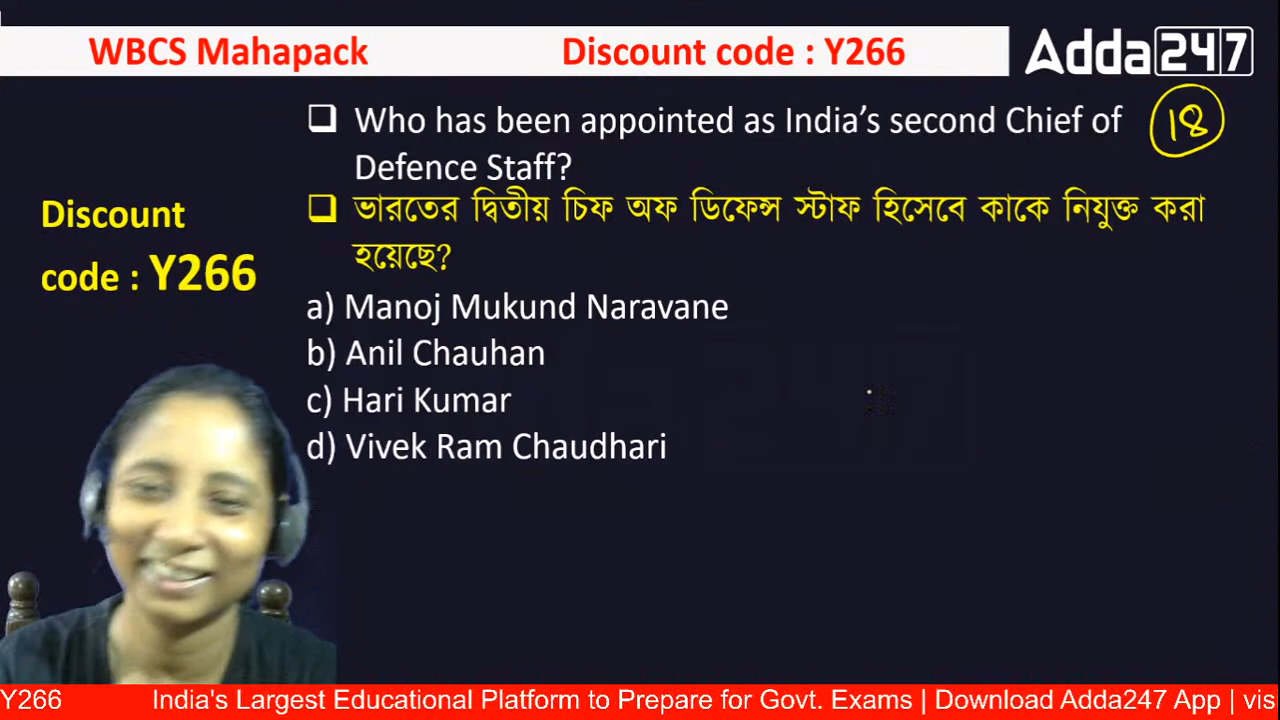 WBCS Mahapack Discount code : Y266 Adda247
❑ Who has been appointed as India's second Chief of 18
Defence Staff?
❑ ভারতের দ্বিতীয় চিফ অফ ডিফেন্স স্টাফ হিসেবে কাকে নিযুক্ত করা
হয়েছে?
Discount
code : Y266
a) Manoj Mukund Naravane
b) Anil Chauhan
c) Hari Kumar
d) Vivek Ram Chaudhari
Y266 India's Largest Educational Platform to Prepare for Govt. Exams | Download Adda247 App | vis